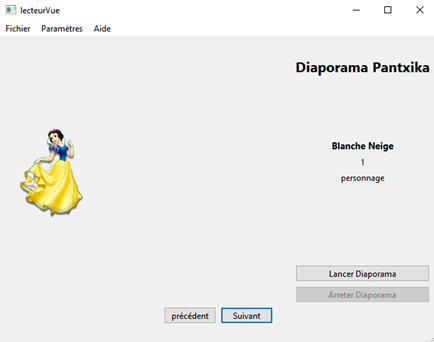 lecteurVue
Fichier Paramètres Aide
Diaporama Pantxika
Blanche Neige
1
personnage
Lancer Diaporama
Arreter Diaporama
précédent Suivant